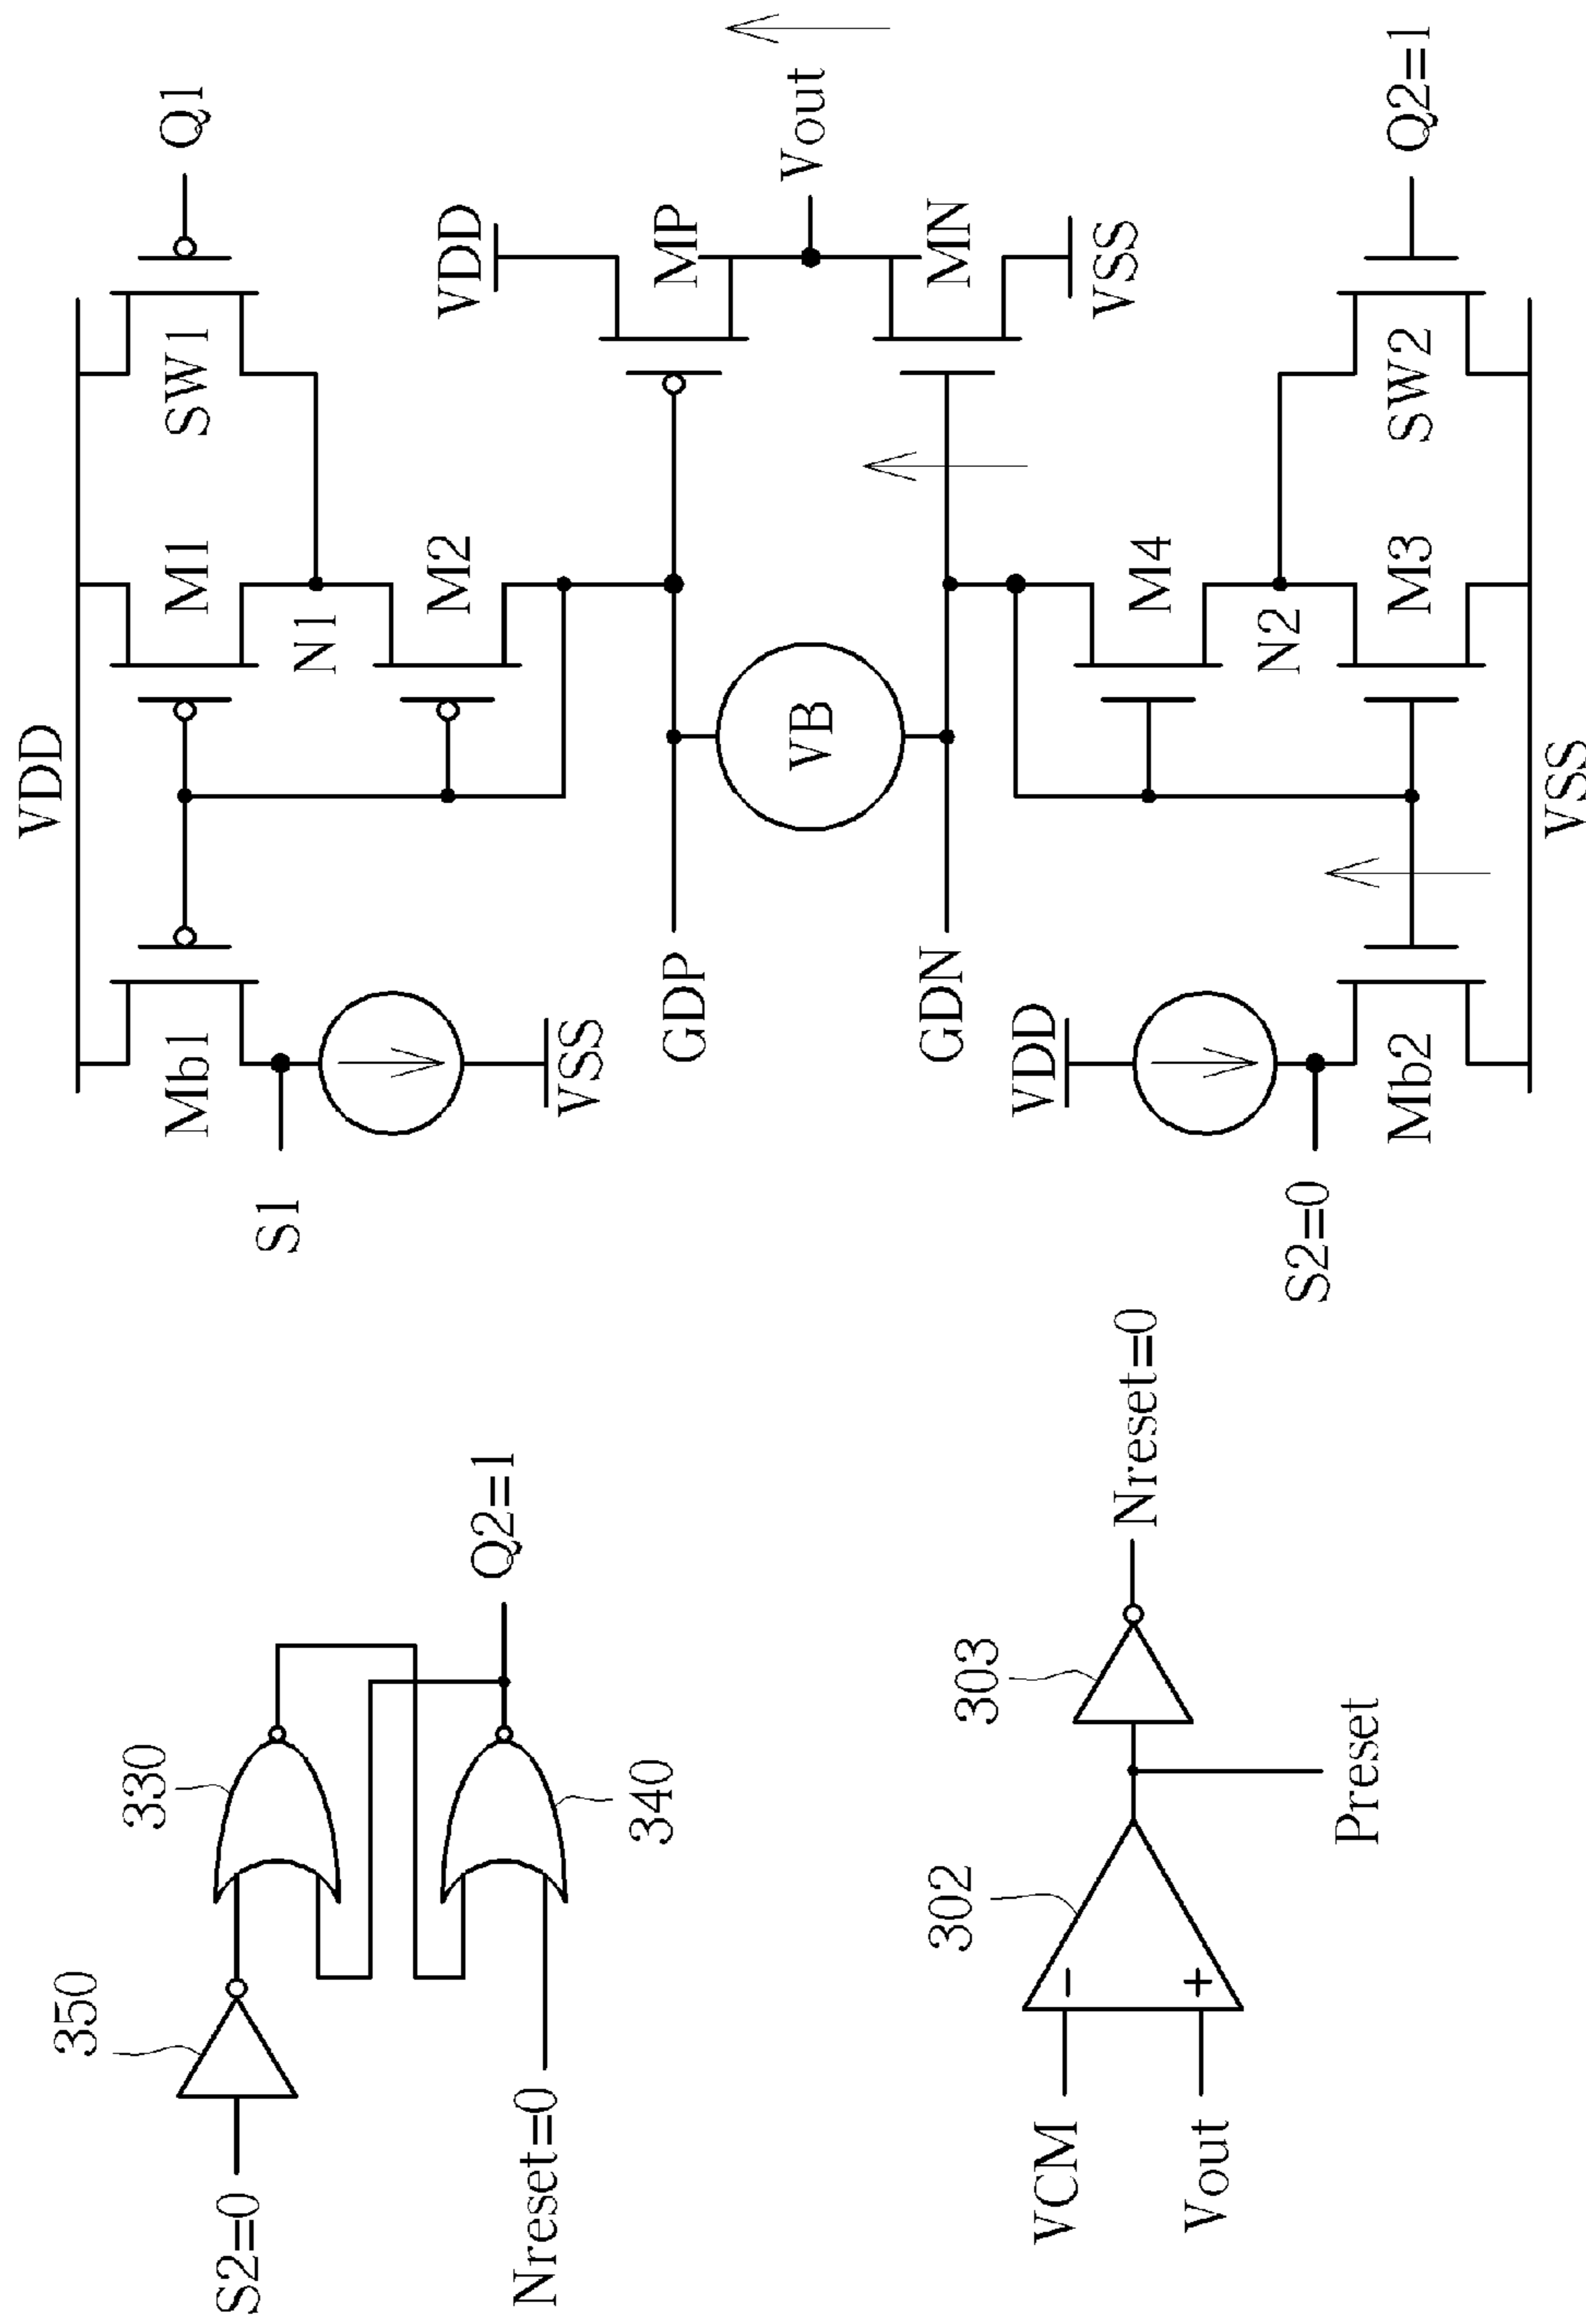 VDD
Q1
SW1
M1
Mb1
S1
N1
M2
VSS
VDD
MP
GDP
VB
Vout
GDN
MN
VSS
VDD
M4
N2
S2=0
Mb2
M3
SW2
Q2=1
VSS
350
330
S2=0
Q2=1
Nreset=0
340
302
303
VCM
Nreset=0
Vout
Preset